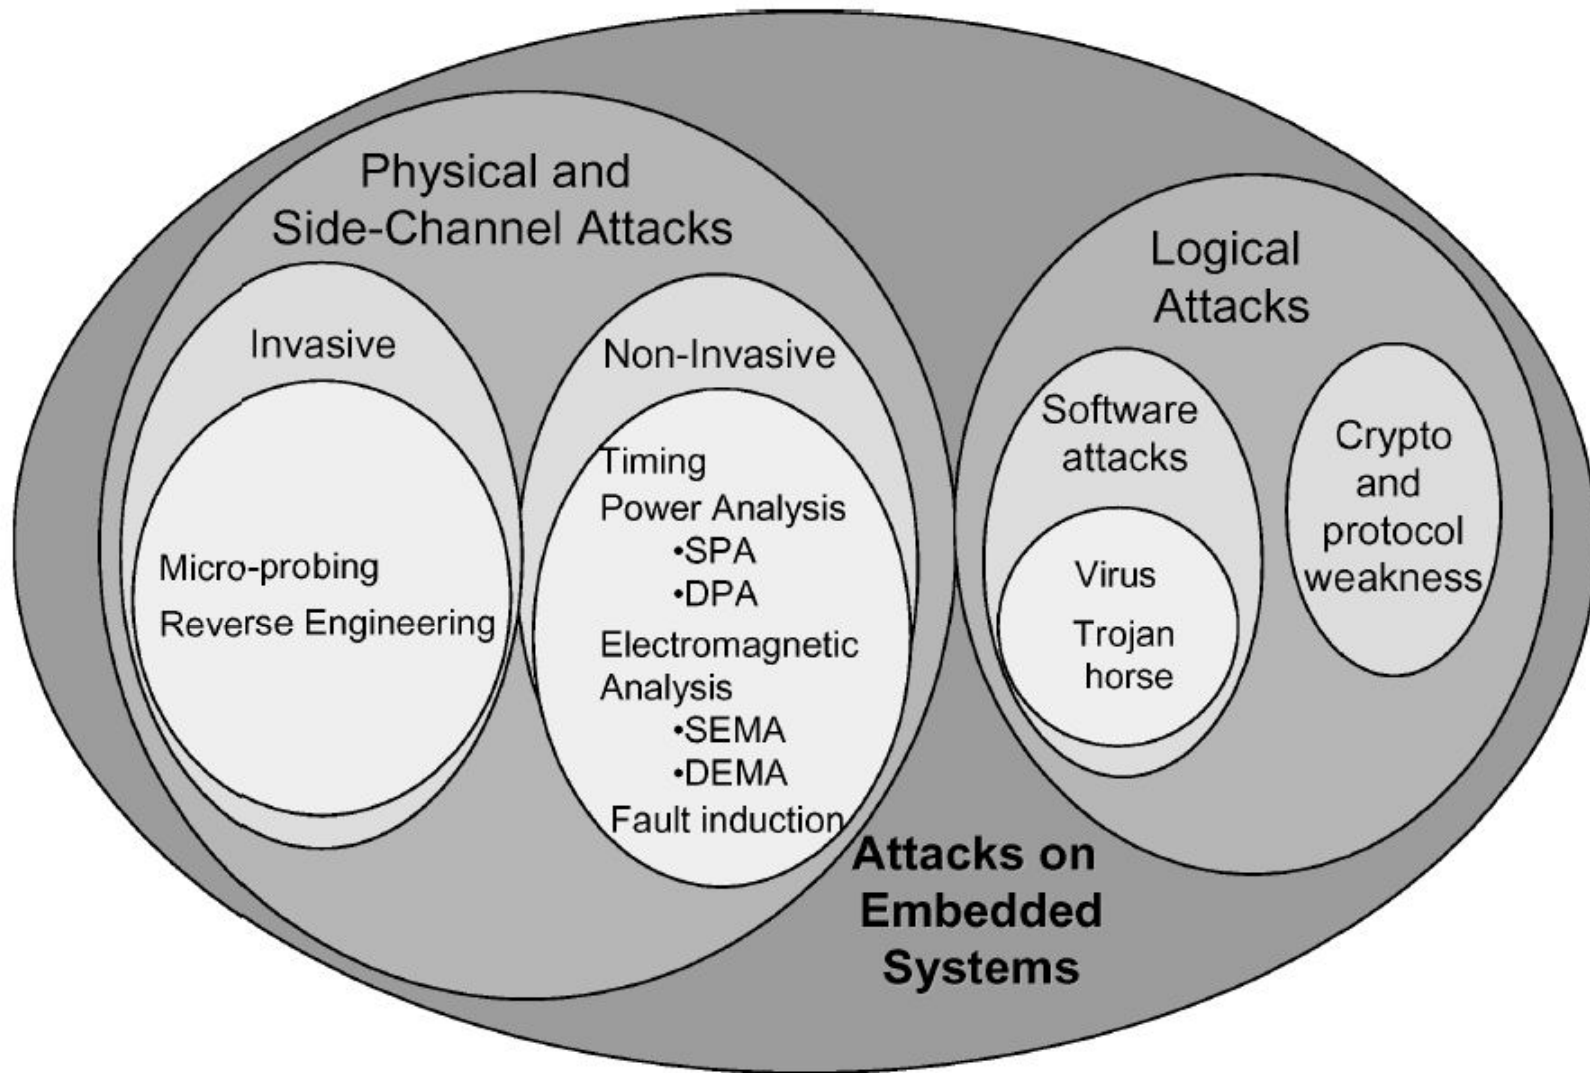 Physical and
Side-Channel Attacks
Invasive
Micro-probing
Reverse Engineering
Non-Invasive
Timing
Power Analysis
•SPA
•DPA
Electromagnetic
Analysis
•SEMA
•DEMA
Fault induction
Logical
Attacks
Software
attacks
Virus
Trojan
horse
Crypto
and
protocol
weakness
Attacks on
Embedded
Systems